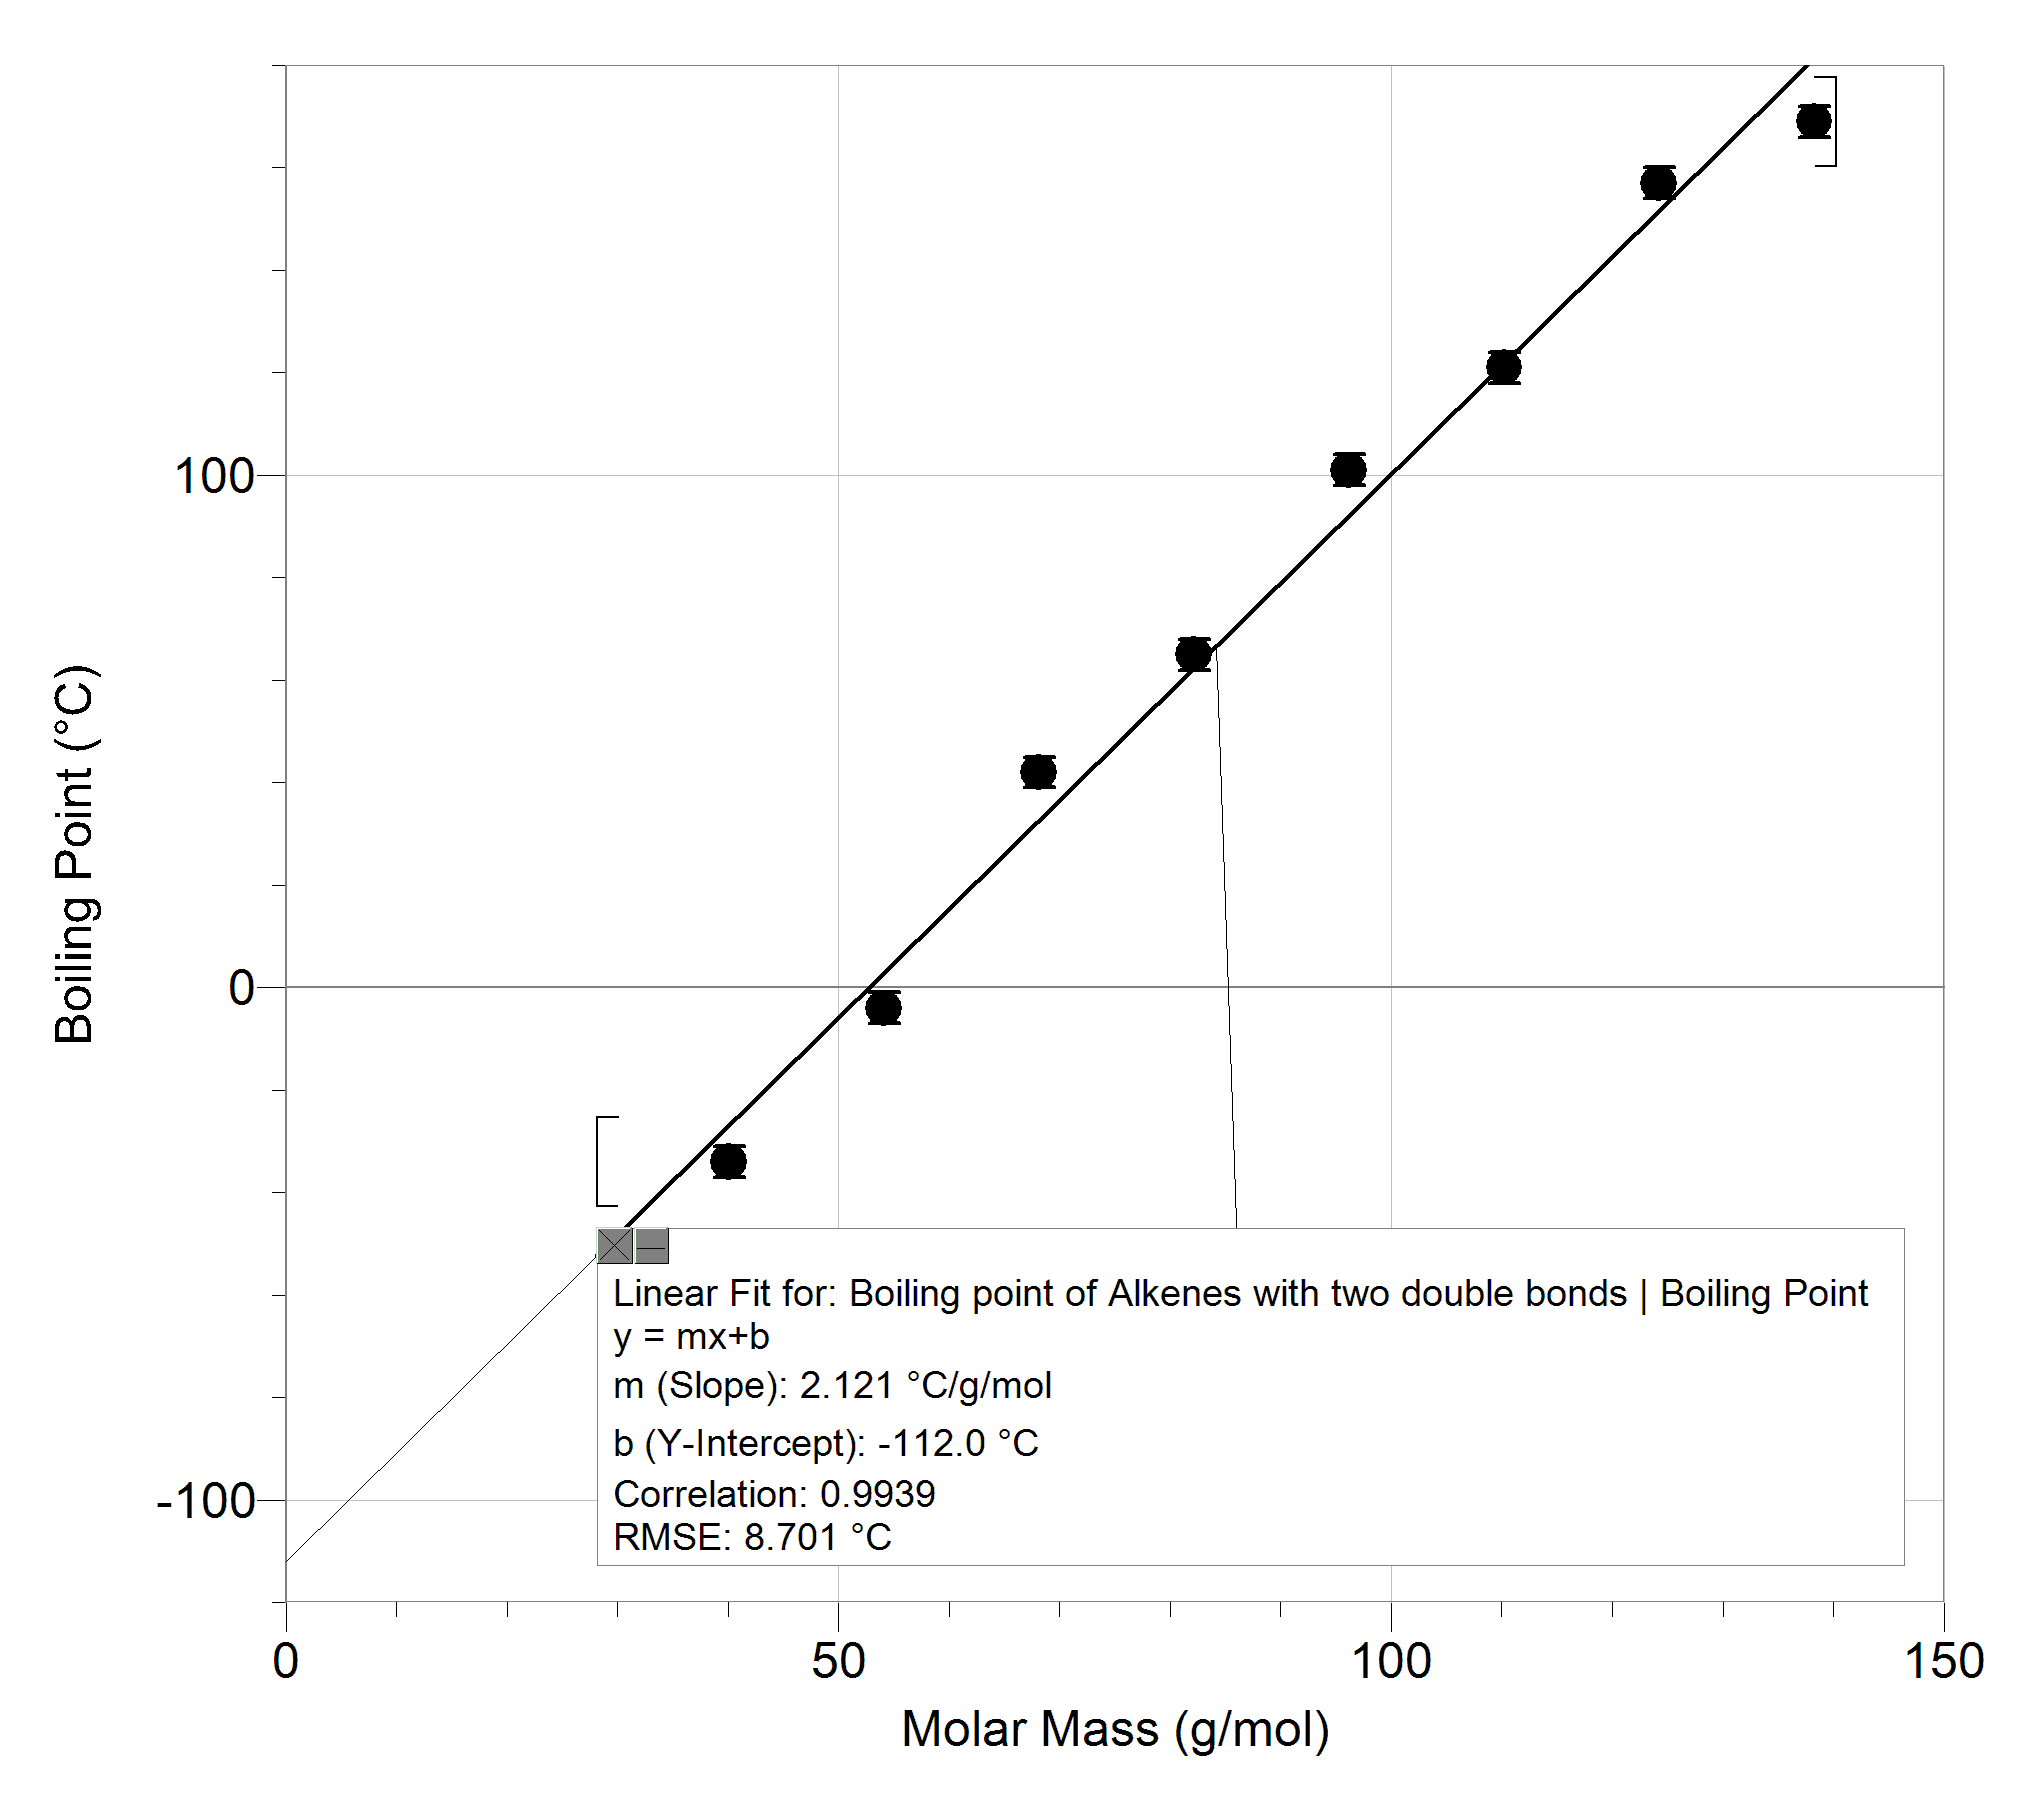 100
0
-100
Boiling Point (°C)
Linear Fit for: Boiling point of Alkenes with two double bonds | Boiling Point
y = mx+b
m (Slope): 2.121 °C/g/mol
b (Y-Intercept): -112.0 °C
Correlation: 0.9939
RMSE: 8.701 °C
0 50 100 150
Molar Mass (g/mol)